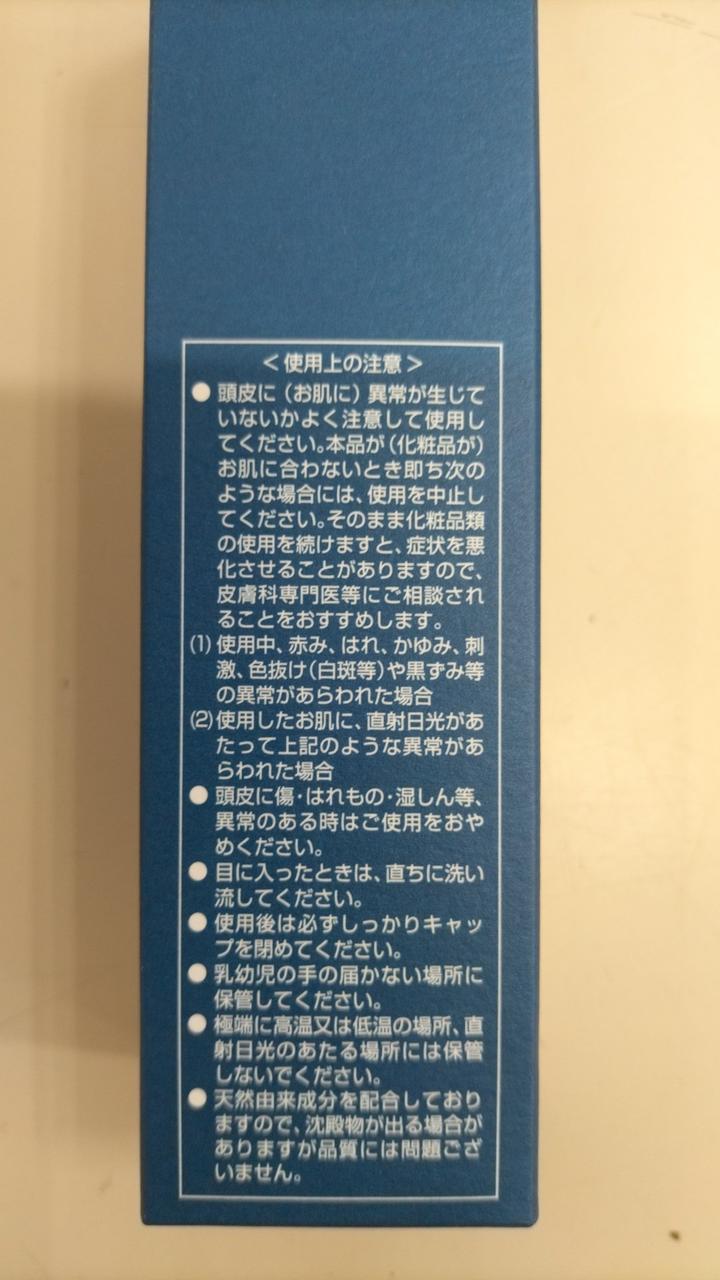 ＜使用上の注意＞
●頭皮に（お肌に）異常が生じて
いないかよく注意して使用し
てください。本品が（化粧品が）
お肌に合わないとき即ち次の
ような場合には、使用を中止し
てください。そのまま化粧品類
の使用を続けますと、症状を悪
化させることがありますので、
皮膚科専門医等にご相談され
ることをおすすめします。
(1)使用中、赤み、はれ、かゆみ、刺
激、色抜け（白斑等）や黒ずみ等
の異常があらわれた場合
(2)使用したお肌に、直射日光があ
たって上記のような異常があ
らわれた場合
●頭皮に傷・はれもの・湿しん等、
異常のある時はご使用をおや
めください。
●目に入ったときは、直ちに洗い
流してください。
●使用後は必ずしっかりキャッ
プを閉めてください。
●乳幼児の手の届かない場所に
保管してください。
●極端に高温又は低温の場所、直
射日光のあたる場所には保管
しないでください。
●天然由来成分を配合しており
ますので、沈殿物が出る場合が
ありますが品質には問題ござ
いません。